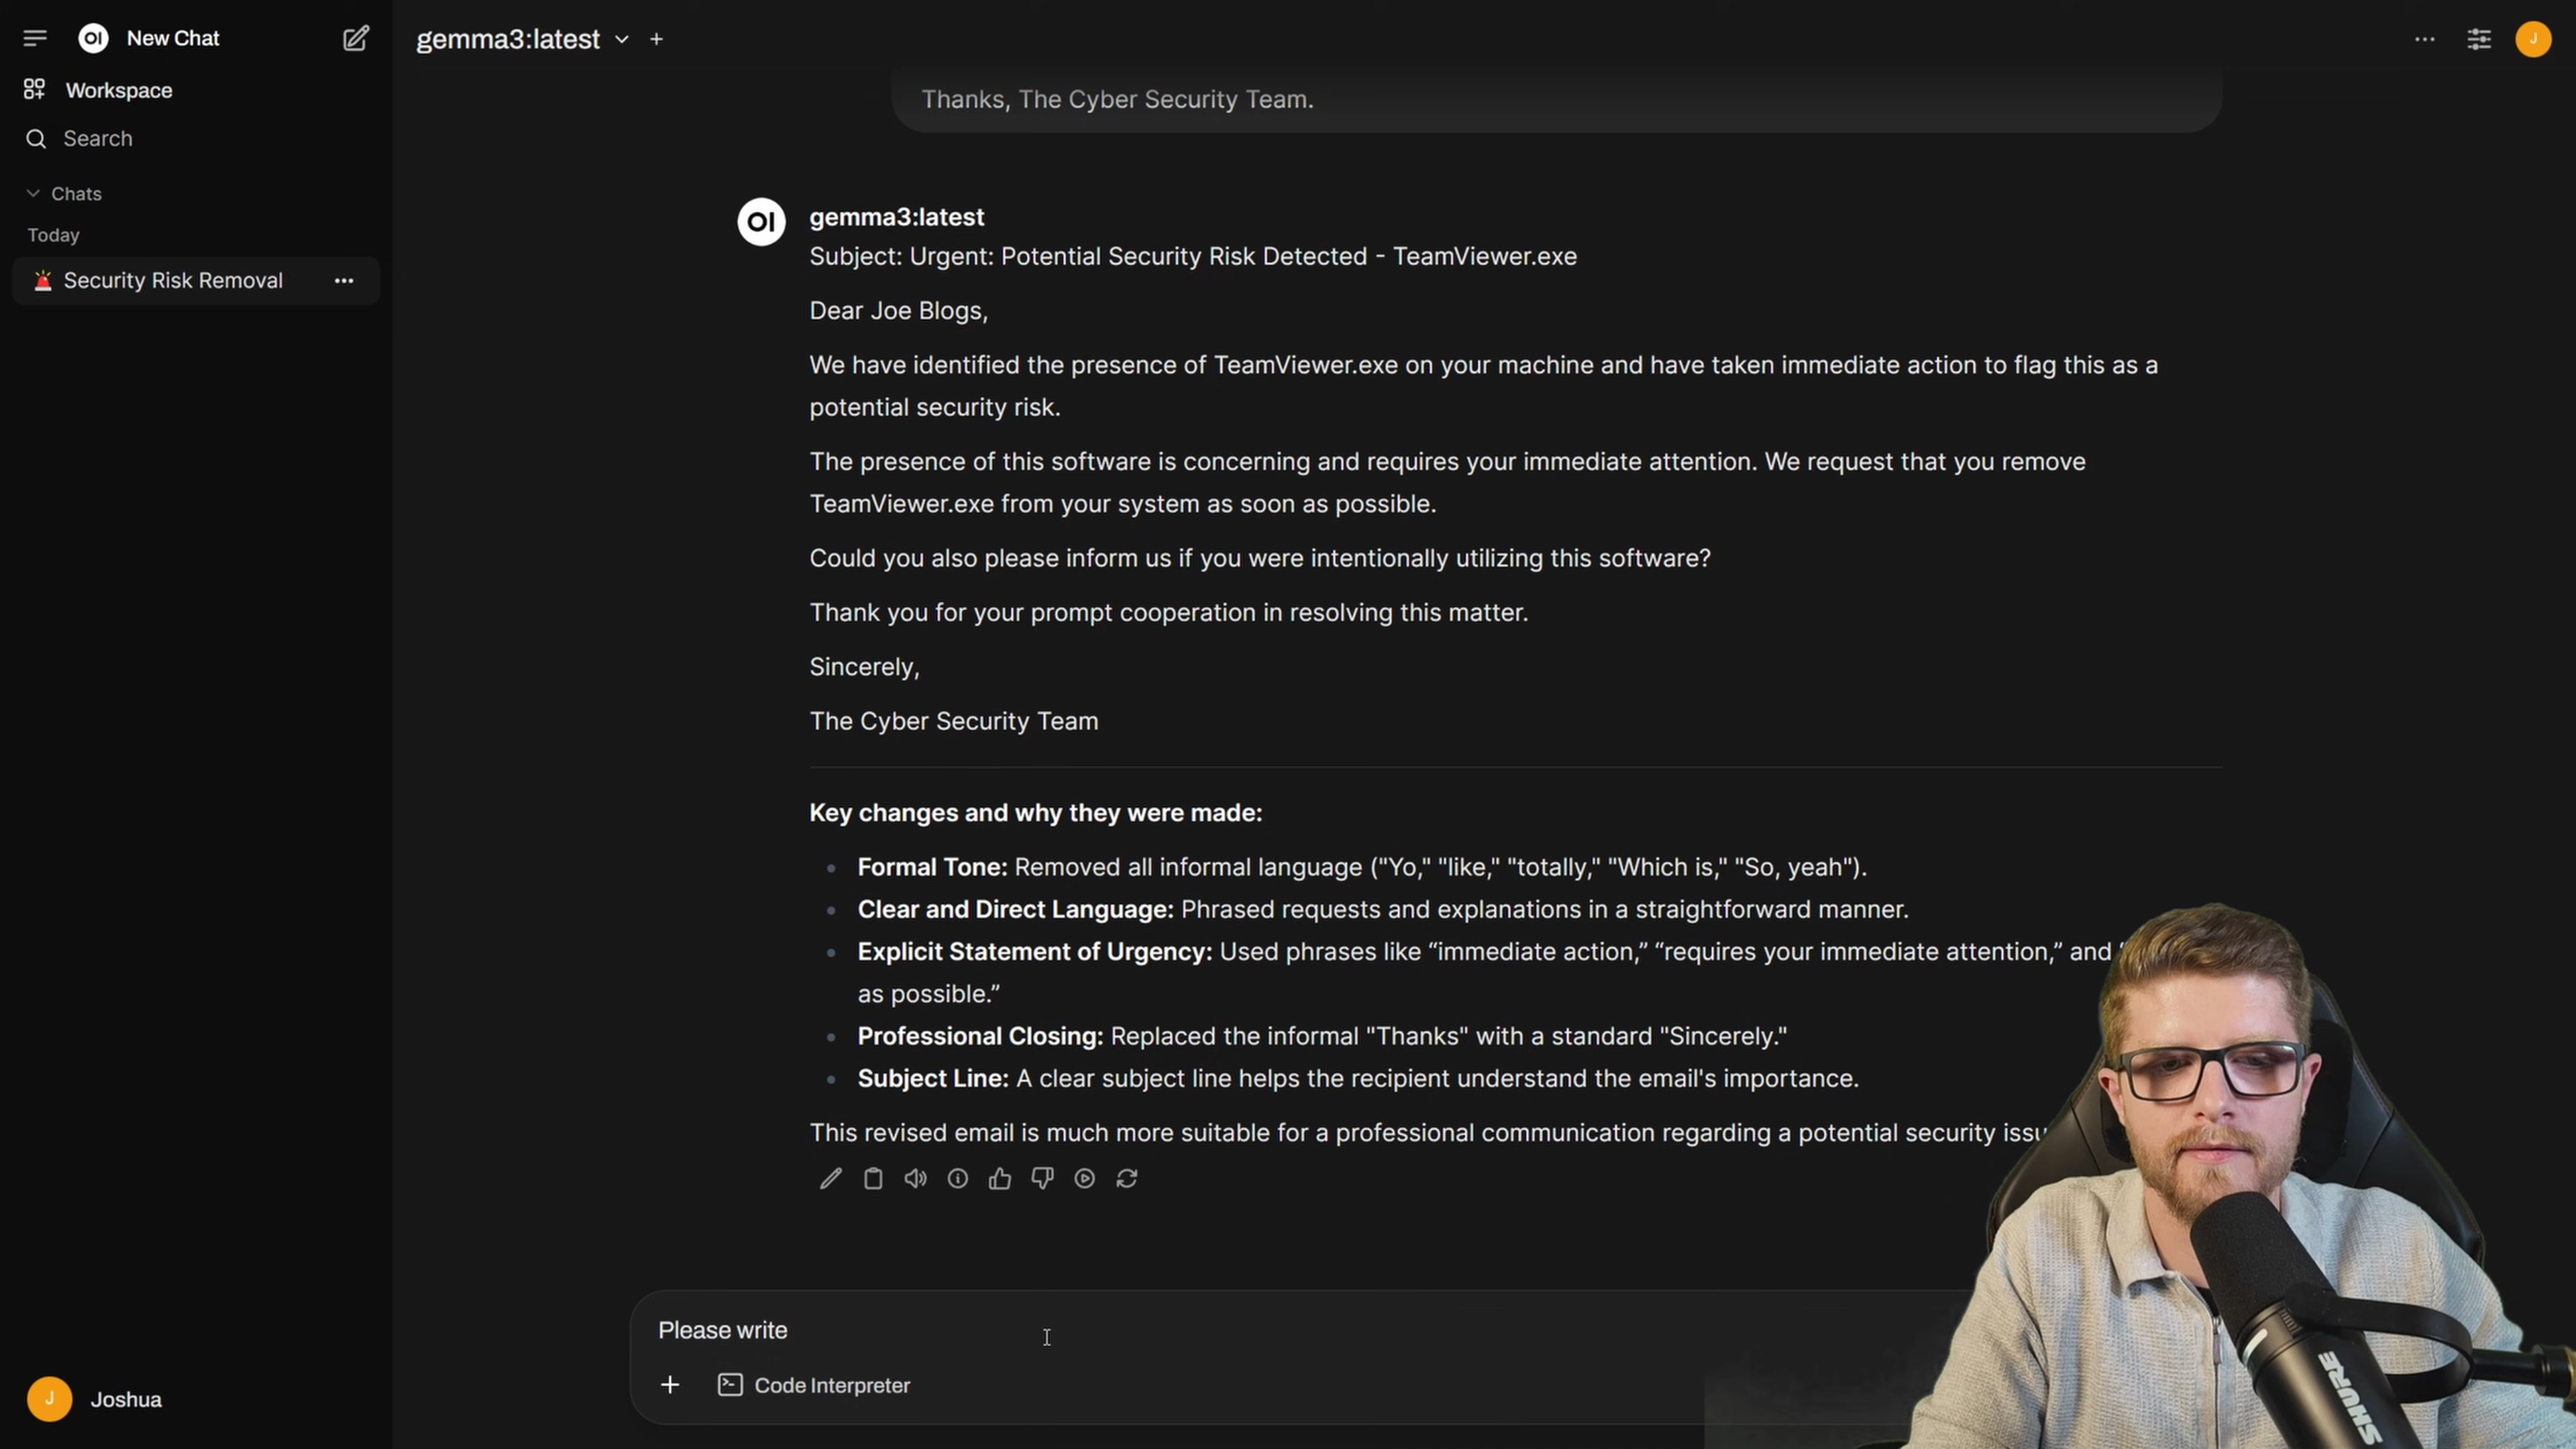 OI New Chat
Workspace
Search
Chats
Today
Security Risk Removal
gemma3:latest
J
Thanks, The Cyber Security Team.
OI gemma3:latest
Subject: Urgent: Potential Security Risk Detected - TeamViewer.exe
Dear Joe Blogs,
We have identified the presence of TeamViewer.exe on your machine and have taken immediate action to flag this as a
potential security risk.
The presence of this software is concerning and requires your immediate attention. We request that you remove
TeamViewer.exe from your system as soon as possible.
Could you also please inform us if you were intentionally utilizing this software?
Thank you for your prompt cooperation in resolving this matter.
Sincerely,
The Cyber Security Team
Key changes and why they were made:
Formal Tone: Removed all informal language ("Yo," "like," "totally," "Which is," "So, yeah").
Clear and Direct Language: Phrased requests and explanations in a straightforward manner.
Explicit Statement of Urgency: Used phrases like “immediate action,” “requires your immediate attention,” and “
as possible.”
Professional Closing: Replaced the informal "Thanks" with a standard "Sincerely."
Subject Line: A clear subject line helps the recipient understand the email's importance.
This revised email is much more suitable for a professional communication regarding a potential security
Please write
Code Interpreter
J Joshua
SHURE